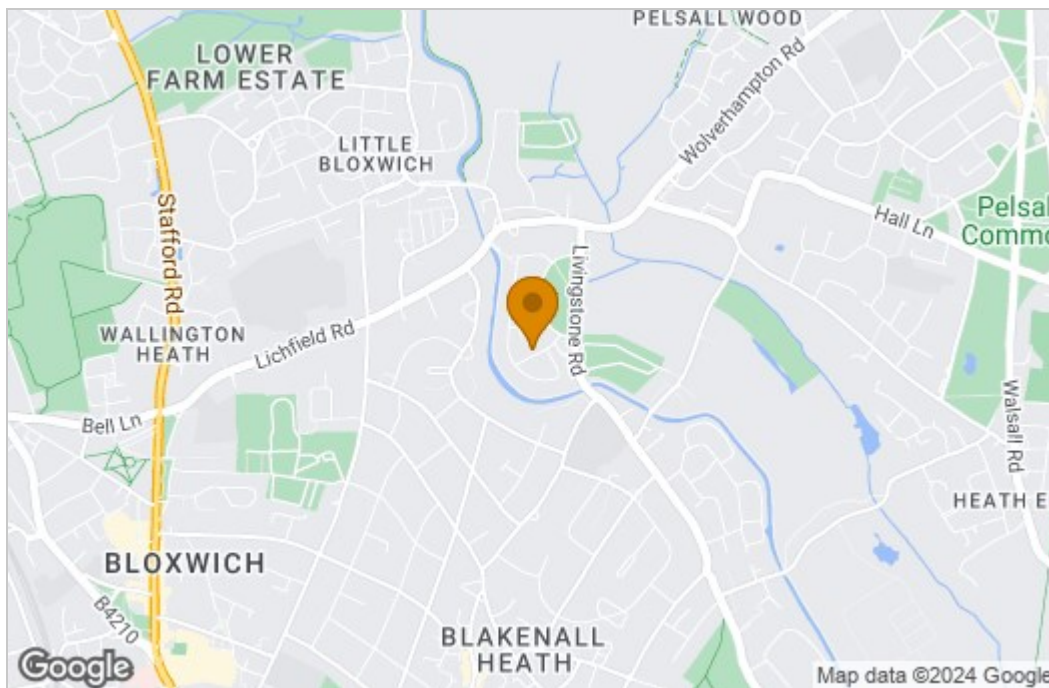 PELSALL WOOD
LOWER
FARM ESTATE
Wolverhampton Rd
LITTLE
BLOXWICH
Stafford Rd
Hall Ln
Pelsal
Commo
Livingstone Rd
WALLINGTON
HEATH
Lichfield Rd
Bell Ln
Walsall Rd
HEATH E
BLOXWICH
B4210
BLAKENALL
HEATH
Google
Map data ©2024 Google